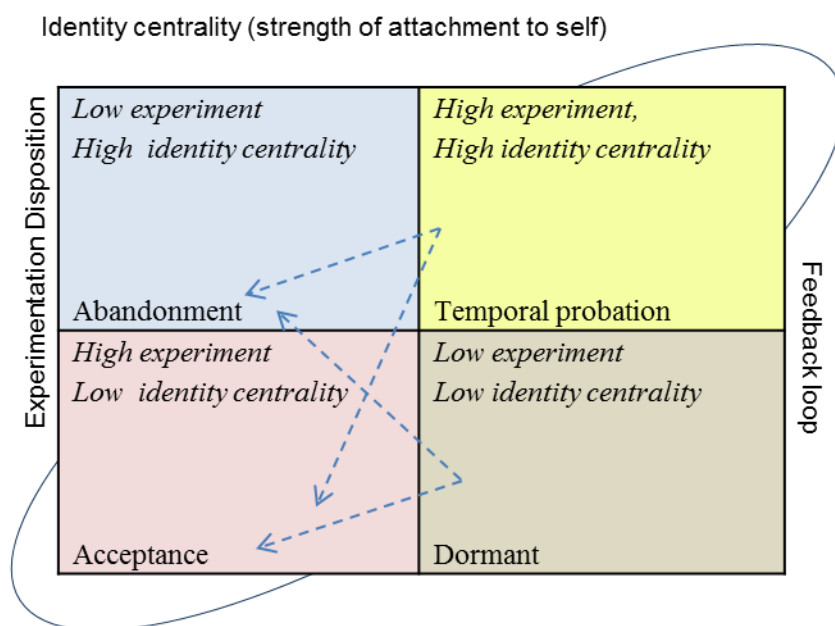 Identity centrality (strength of attachment to self)
Experimentation Disposition
Low experiment
High identity centrality
Abandonment
High experiment,
High identity centrality
Temporal probation
High experiment
Low identity centrality
Acceptance
Low experiment
Low identity centrality
Dormant
Feedback loop